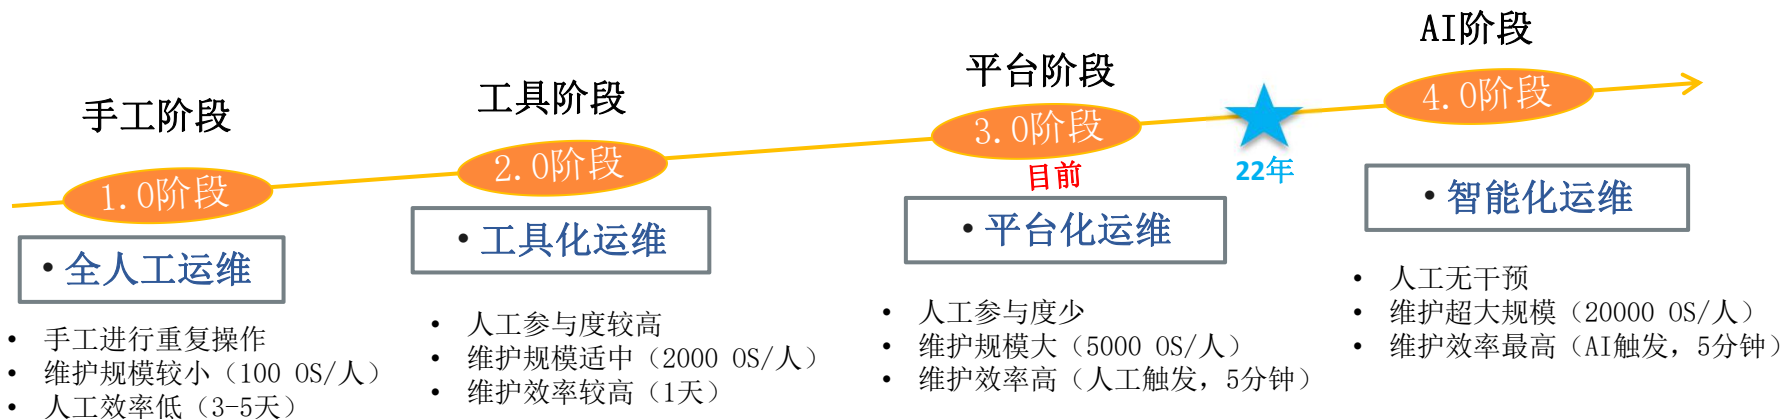 手工阶段
1.0阶段
• 全人工运维
• 手工进行重复操作
• 维护规模较小（100 OS/人）
• 人工效率低（3-5天）
工具阶段
2.0阶段
• 工具化运维
• 人工参与度较高
• 维护规模适中（2000 OS/人）
• 维护效率较高（1天）
平台阶段
3.0阶段
目前
• 平台化运维
• 人工参与度少
• 维护规模大（5000 OS/人）
• 维护效率高（人工触发，5分钟）
22年
AI阶段
4.0阶段
• 智能化运维
• 人工无干预
• 维护超大规模（20000 OS/人）
• 维护效率最高（AI触发，5分钟）